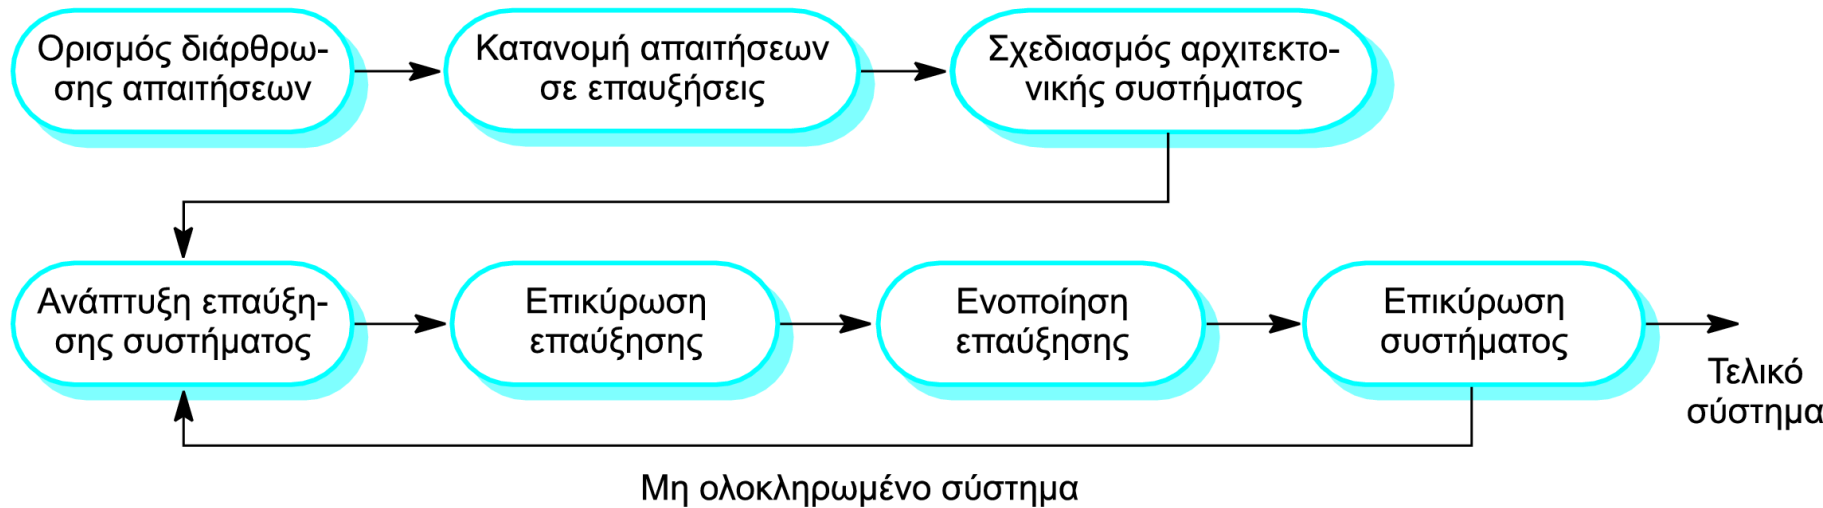 Ορισμός διάρθρω-
σης απαιτήσεων
Κατανομή απαιτήσεων
σε επαυξήσεις
Σχεδιασμός αρχιτεκτο-
νικής συστήματος
Ανάπτυξη επαύξη-
σης συστήματος
Επικύρωση
επαύξησης
Ενοποίηση
επαύξησης
Επικύρωση
συστήματος
Τελικό
σύστημα
Μη ολοκληρωμένο σύστημα